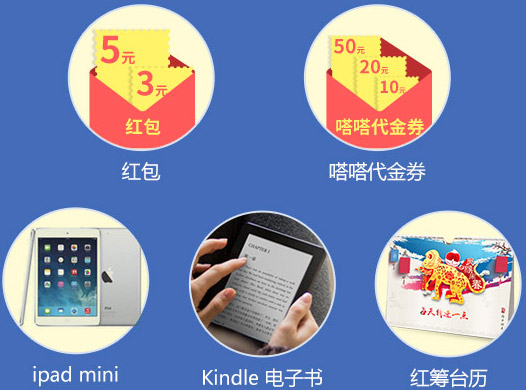 5元
3元
红包
50元
20元
10元
嗒嗒代金券
红包
嗒嗒代金券
CHAPTER I
ipad mini
Kindle 电子书
红筹台历